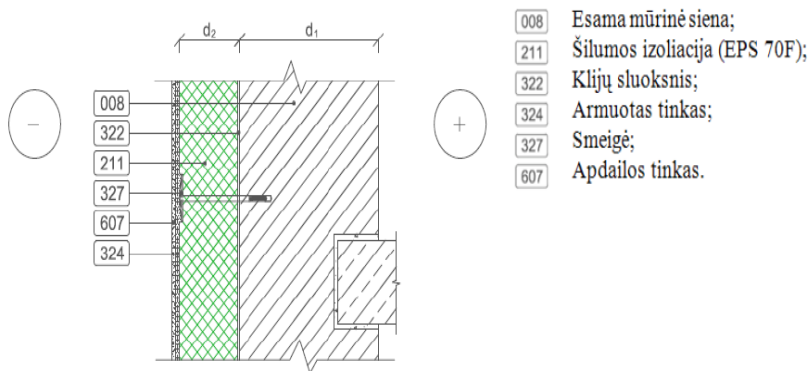 d₂ d₁
008
322
211
327
607
324
−
+
008 Esama mūrinė siena;
211 Šilumos izoliacija (EPS 70F);
322 Klijų sluoksnis;
324 Armuotas tinkas;
327 Smeigė;
607 Apdailos tinkas.